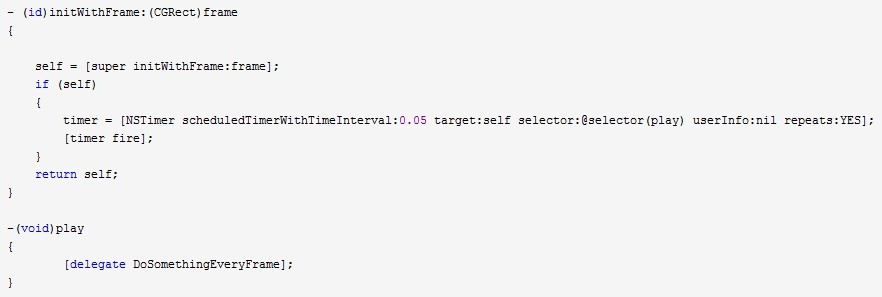 - (id)initWithFrame:(CGRect)frame
{
    self = [super initWithFrame:frame];
    if (self)
    {
        timer = [NSTimer scheduledTimerWithTimeInterval:0.05 target:self selector:@selector(play) userInfo:nil repeats:YES];
        [timer fire];
    }
    return self;
}
-(void)play
{
        [delegate DoSomethingEveryFrame];
}